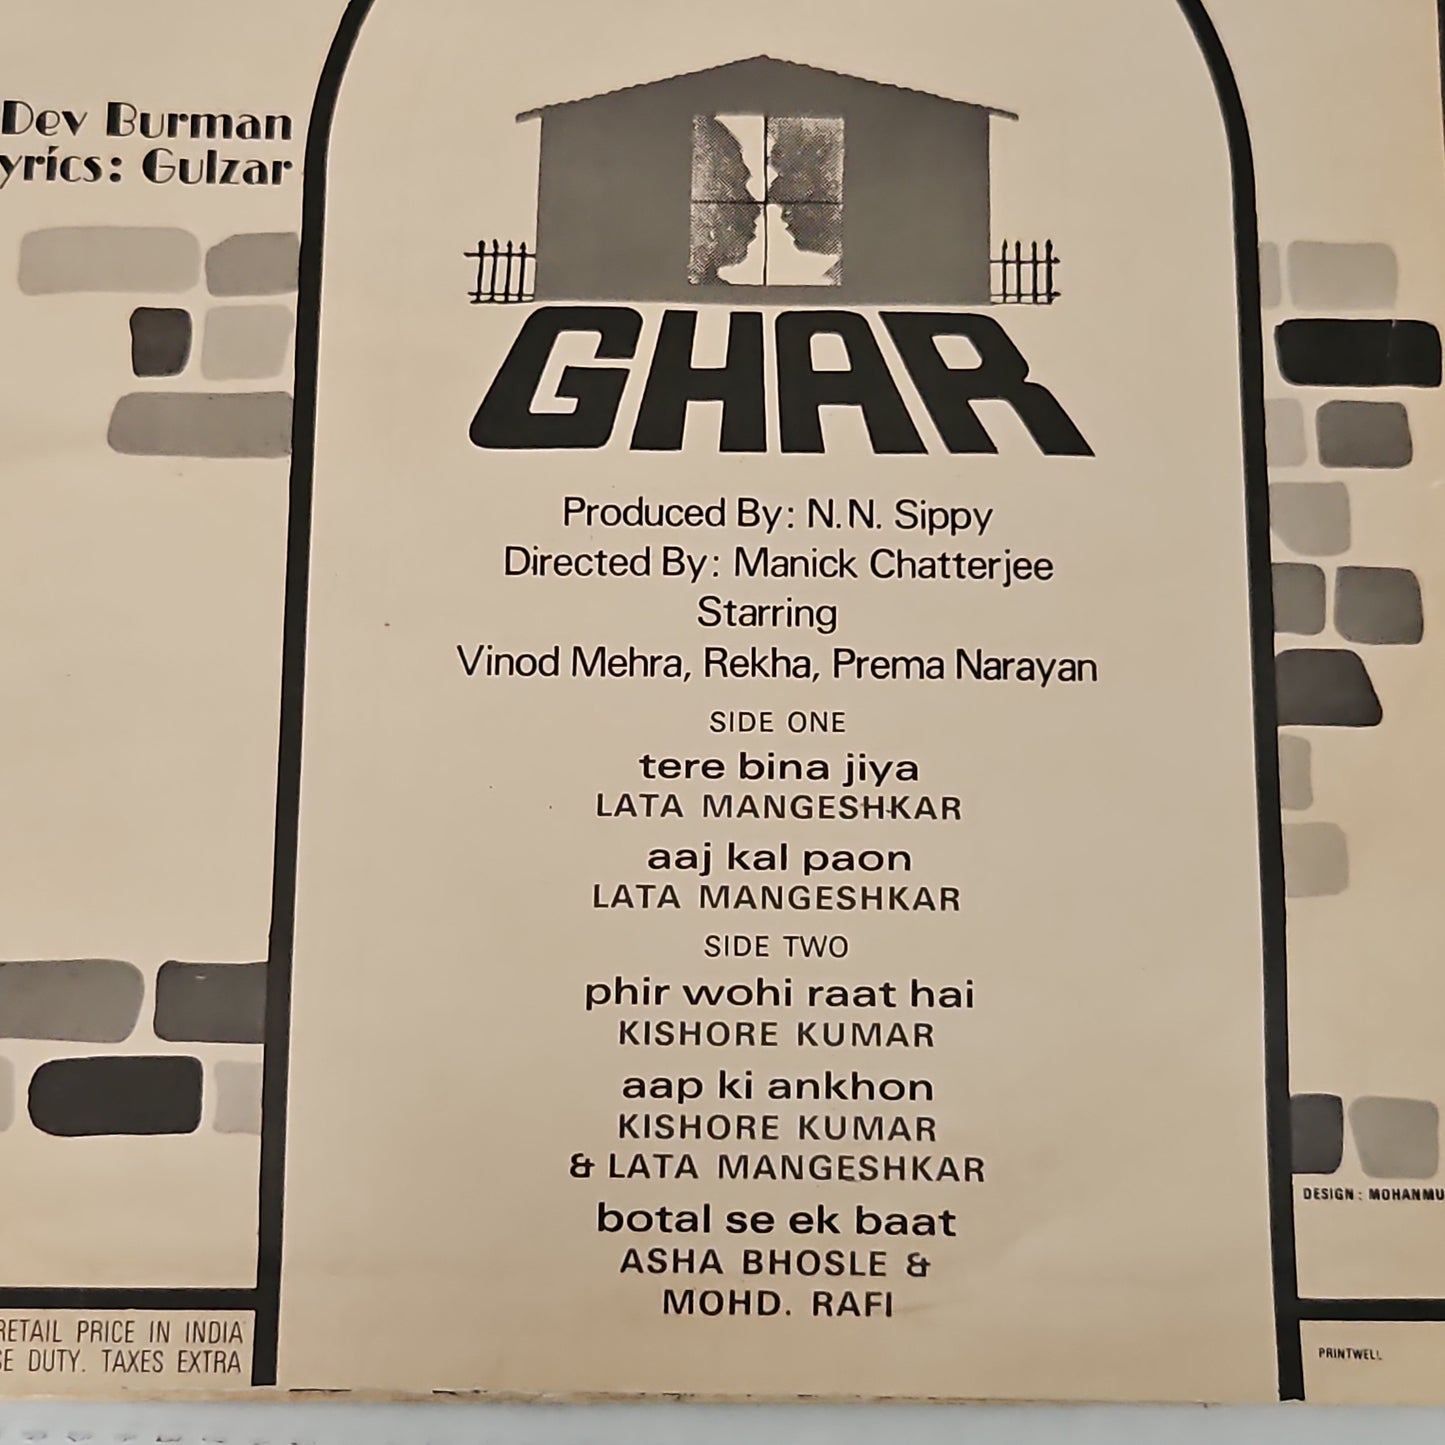 Dev Burman
yrics: Gulzar
GHAR
Produced By: N.N. Sippy
Directed By: Manick Chatterjee
Starring
Vinod Mehra, Rekha, Prema Narayan
SIDE ONE
tere bina jiya
LATA MANGESHKAR
aaj kal paon
LATA MANGESHKAR
SIDE TWO
phir wohi raat hai
KISHORE KUMAR
aap ki ankhon
KISHORE KUMAR
& LATA MANGESHKAR
botal se ek baat
ASHA BHOSLE &
MOHD. RAFI
DESIGN: MOHANMU
RETAIL PRICE IN INDIA
SE DUTY. TAXES EXTRA
PRINTWELL